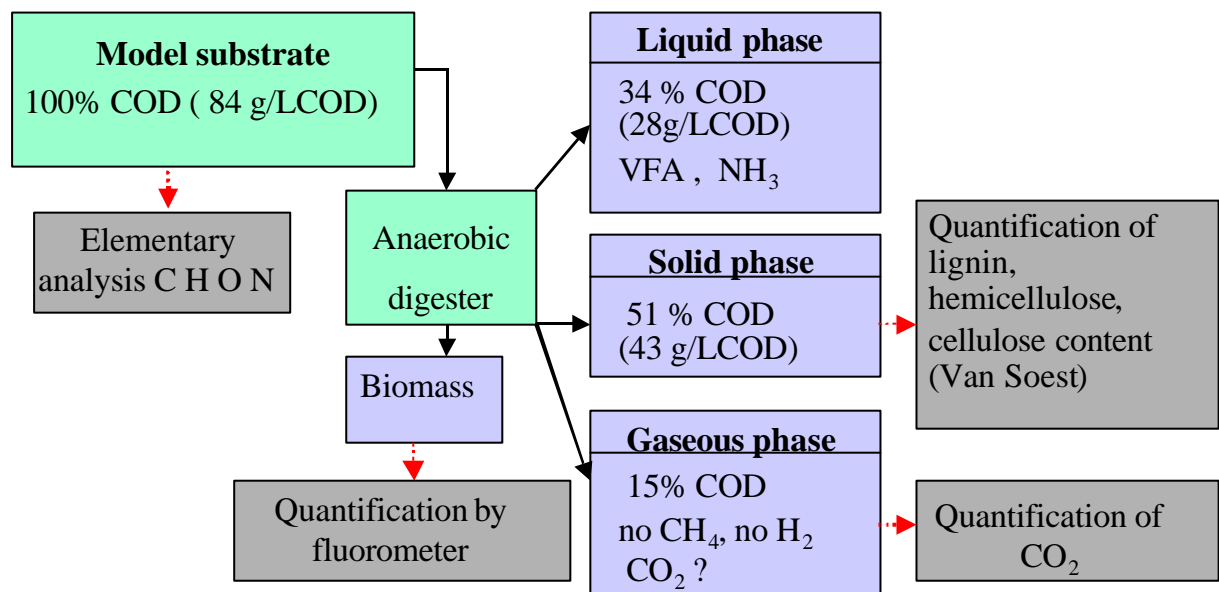 Model substrate
100% COD ( 84 g/LCOD)
Elementary
analysis C H O N
Anaerobic
digester
Biomass
Quantification by
fluorometer
Liquid phase
34 % COD
(28g/LCOD)
VFA , NH₃
Solid phase
51 % COD
(43 g/LCOD)
Gaseous phase
15% COD
no CH₄, no H₂
CO₂ ?
Quantification of
lignin,
hemicellulose,
cellulose content
(Van Soest)
Quantification of
CO₂